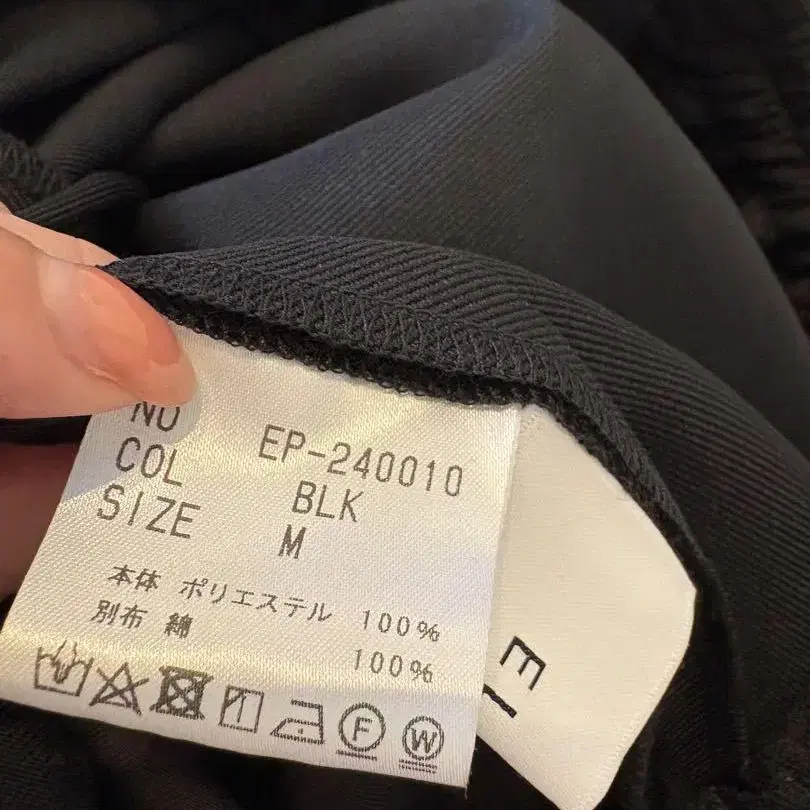 NO EP-240010
COL BLK
SIZE M
本体 ポリエステル 100%
別布 綿 100%
F
W
E